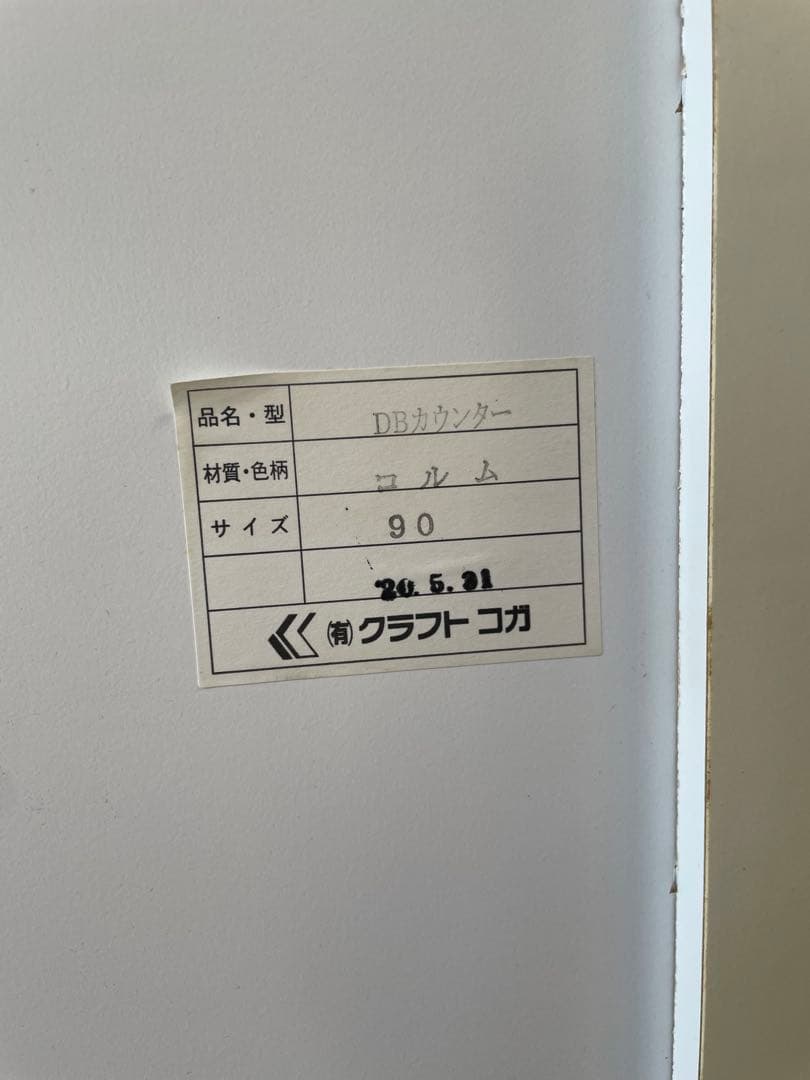 品名・型 DBカウンター
材質・色柄 コルム
サイズ 90
'20.5.31
㈲クラフト コガ